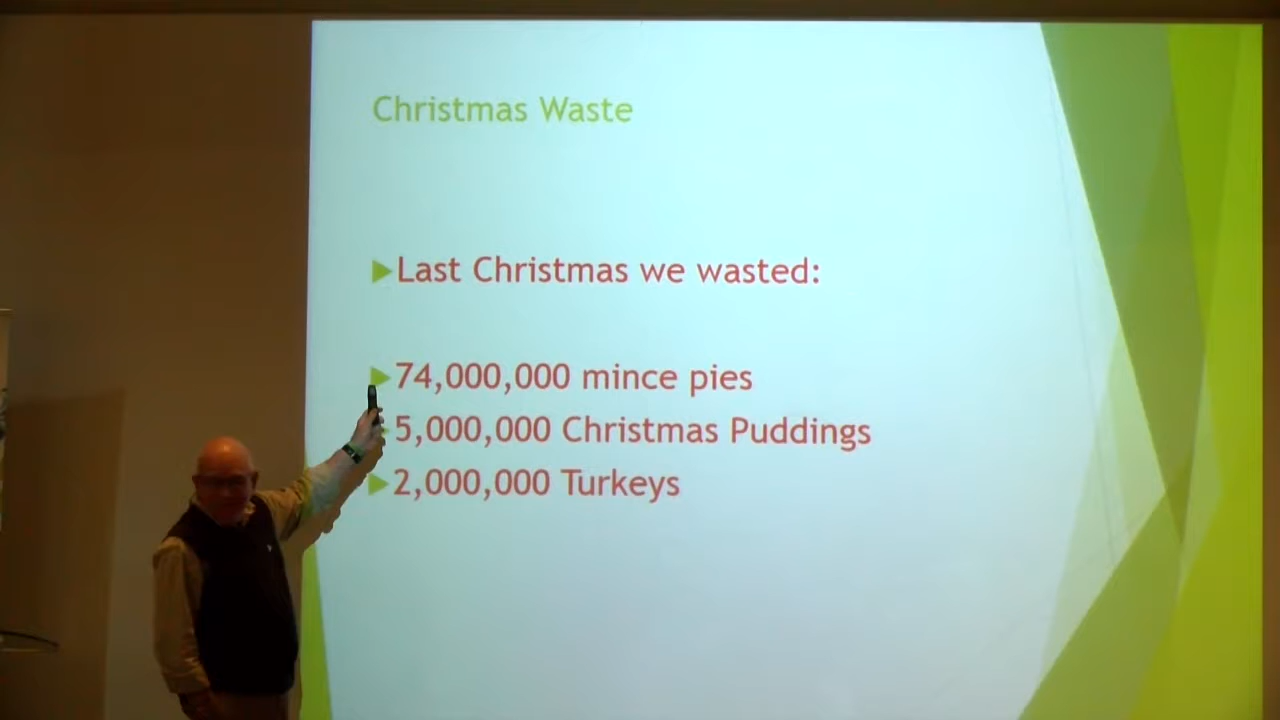 Christmas Waste
Last Christmas we wasted:
74,000,000 mince pies
5,000,000 Christmas Puddings
2,000,000 Turkeys